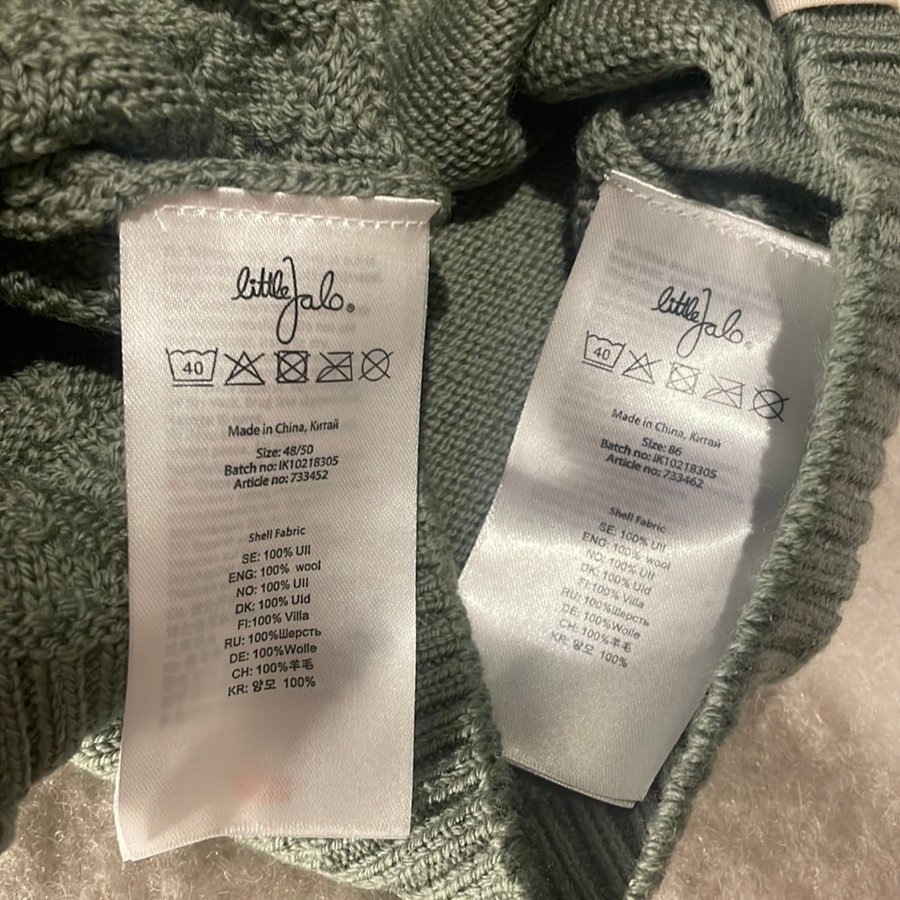 little Jalo®
40
Made in China, Китай
Size: 48/50
Batch no: IK10218305
Article no: 733452
Shell Fabric
SE: 100% Ull
ENG: 100% wool
NO: 100% Ull
DK: 100% Uld
FI:100% Villa
RU: 100%Шерсть
DE: 100%Wolle
CH: 100%羊毛
KR: 양모 100%
little Jalo®
40
Made in China, Китай
Size: 86
Batch no: IK10218305
Article no: 733462
Shell Fabric
SE: 100% Ull
ENG: 100% wool
NO: 100% Ull
DK: 100% Uld
FI:100% Villa
RU: 100%Шерсть
DE: 100%Wolle
CH: 100%羊毛
KR: 양모 100%